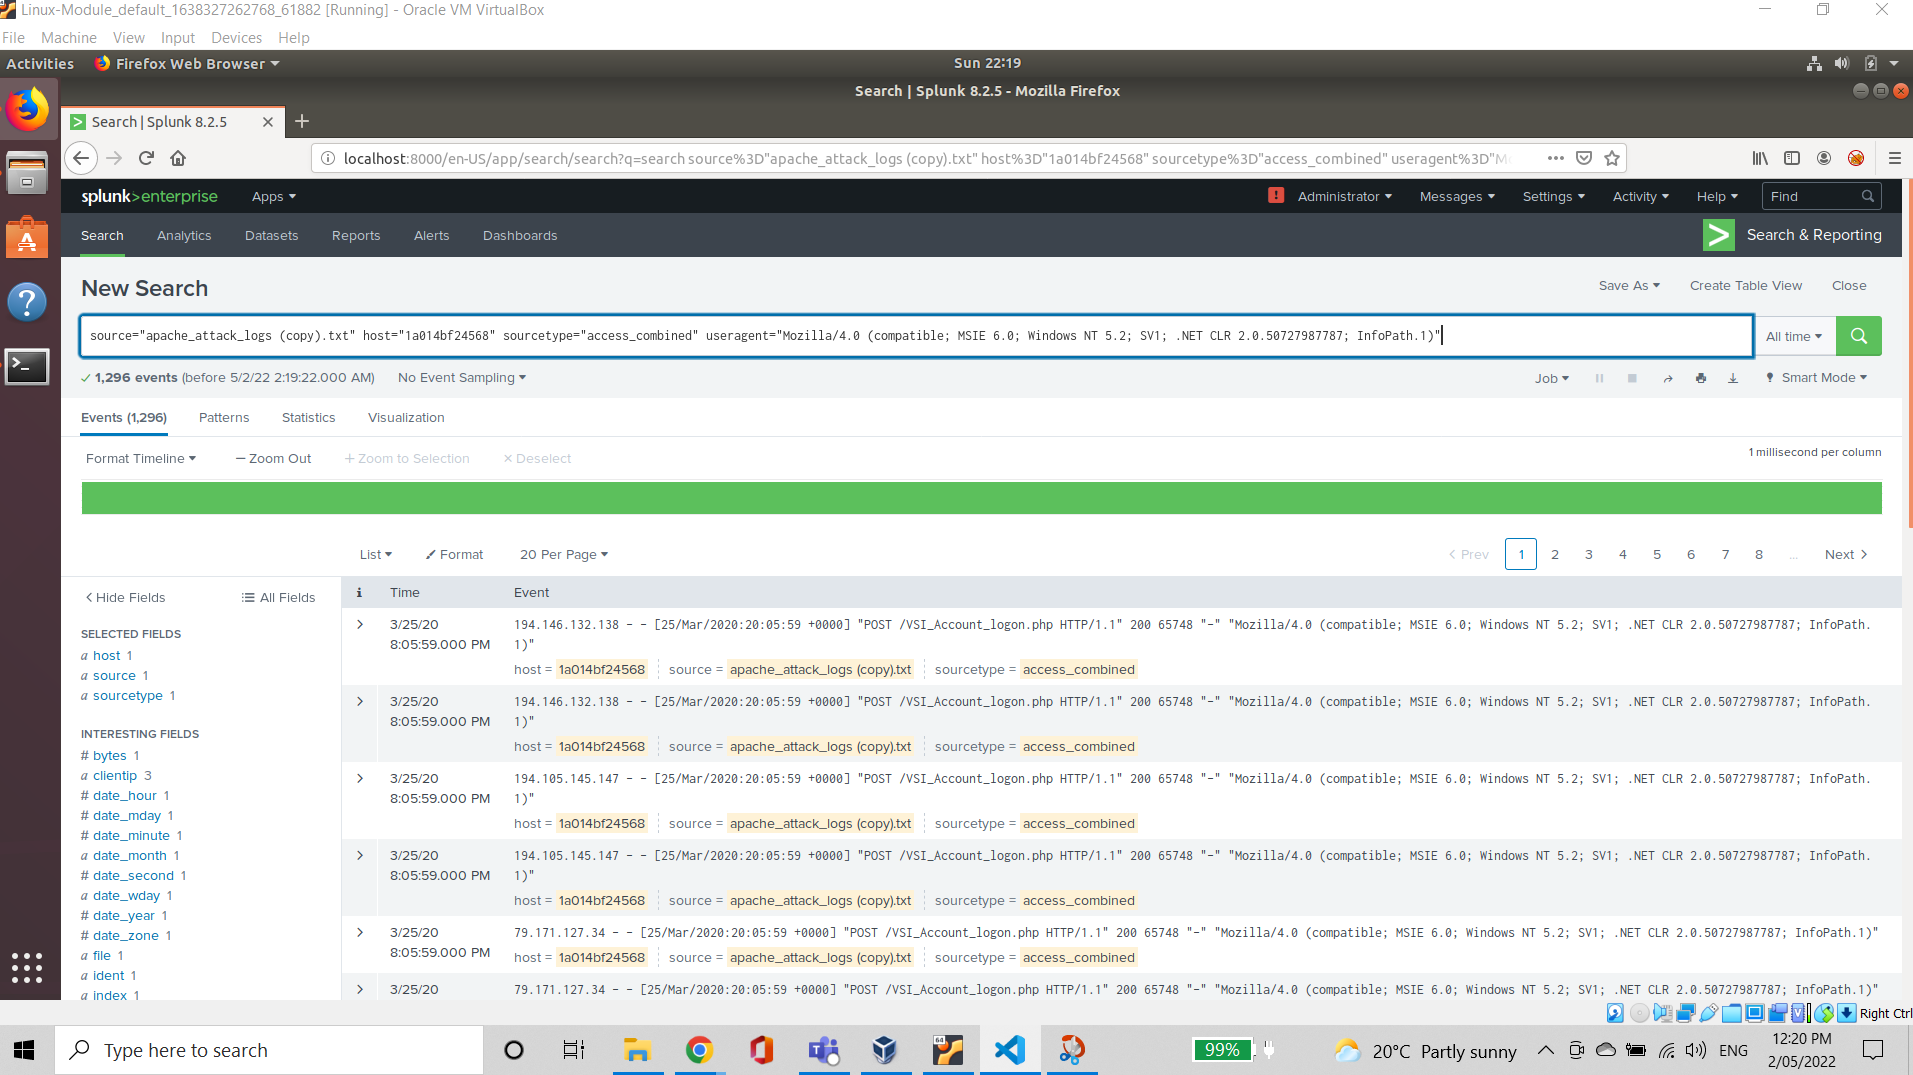 Linux-Module_default_1638327262768_61882 [Running] - Oracle VM VirtualBox
File Machine View Input Devices Help
Activities Firefox Web Browser Sun 22:19
Search | Splunk 8.2.5 - Mozilla Firefox
Search | Splunk 8.2.5
localhost:8000/en-US/app/search/search?q=search source%3D"apache_attack_logs (copy).txt" host%3D"1a014bf24568" sourcetype%3D"access_combined" useragent%3D"M
splunk>enterprise Apps Administrator Messages Settings Activity Help Find
Search Analytics Datasets Reports Alerts Dashboards Search & Reporting
New Search Save As Create Table View Close
source="apache_attack_logs (copy).txt" host="1a014bf24568" sourcetype="access_combined" useragent="Mozilla/4.0 (compatible; MSIE 6.0; Windows NT 5.2; SV1; .NET CLR 2.0.50727987787; InfoPath.1)" All time
1,296 events (before 5/2/22 2:19:22.000 AM) No Event Sampling Job Smart Mode
Events (1,296) Patterns Statistics Visualization
Format Timeline — Zoom Out + Zoom to Selection × Deselect 1 millisecond per column
List Format 20 Per Page < Prev 1 2 3 4 5 6 7 8 ... Next >
< Hide Fields All Fields
i Time Event
SELECTED FIELDS
a host 1
a source 1
a sourcetype 1
INTERESTING FIELDS
# bytes 1
a clientip 3
# date_hour 1
# date_mday 1
# date_minute 1
a date_month 1
# date_second 1
a date_wday 1
# date_year 1
# date_zone 1
a file 1
a ident 1
a index 1
3/25/20 194.146.132.138 - - [25/Mar/2020:20:05:59 +0000] "POST /VSI_Account_logon.php HTTP/1.1" 200 65748 "-" "Mozilla/4.0 (compatible; MSIE 6.0; Windows NT 5.2; SV1; .NET CLR 2.0.50727987787; InfoPath.
8:05:59.000 PM 1)"
host = 1a014bf24568 source = apache_attack_logs (copy).txt sourcetype = access_combined
3/25/20 194.146.132.138 - - [25/Mar/2020:20:05:59 +0000] "POST /VSI_Account_logon.php HTTP/1.1" 200 65748 "-" "Mozilla/4.0 (compatible; MSIE 6.0; Windows NT 5.2; SV1; .NET CLR 2.0.50727987787; InfoPath.
8:05:59.000 PM 1)"
host = 1a014bf24568 source = apache_attack_logs (copy).txt sourcetype = access_combined
3/25/20 194.105.145.147 - - [25/Mar/2020:20:05:59 +0000] "POST /VSI_Account_logon.php HTTP/1.1" 200 65748 "-" "Mozilla/4.0 (compatible; MSIE 6.0; Windows NT 5.2; SV1; .NET CLR 2.0.50727987787; InfoPath.
8:05:59.000 PM 1)"
host = 1a014bf24568 source = apache_attack_logs (copy).txt sourcetype = access_combined
3/25/20 194.105.145.147 - - [25/Mar/2020:20:05:59 +0000] "POST /VSI_Account_logon.php HTTP/1.1" 200 65748 "-" "Mozilla/4.0 (compatible; MSIE 6.0; Windows NT 5.2; SV1; .NET CLR 2.0.50727987787; InfoPath.
8:05:59.000 PM 1)"
host = 1a014bf24568 source = apache_attack_logs (copy).txt sourcetype = access_combined
3/25/20 79.171.127.34 - - [25/Mar/2020:20:05:59 +0000] "POST /VSI_Account_logon.php HTTP/1.1" 200 65748 "-" "Mozilla/4.0 (compatible; MSIE 6.0; Windows NT 5.2; SV1; .NET CLR 2.0.50727987787; InfoPath.1)"
8:05:59.000 PM host = 1a014bf24568 source = apache_attack_logs (copy).txt sourcetype = access_combined
3/25/20 79.171.127.34 - - [25/Mar/2020:20:05:59 +0000] "POST /VSI_Account_logon.php HTTP/1.1" 200 65748 "-" "Mozilla/4.0 (compatible; MSIE 6.0; Windows NT 5.2; SV1; .NET CLR 2.0.50727987787; InfoPath.1)"
Right Ctrl
Type here to search 99% 20°C Partly sunny ENG 12:20 PM
2/05/2022